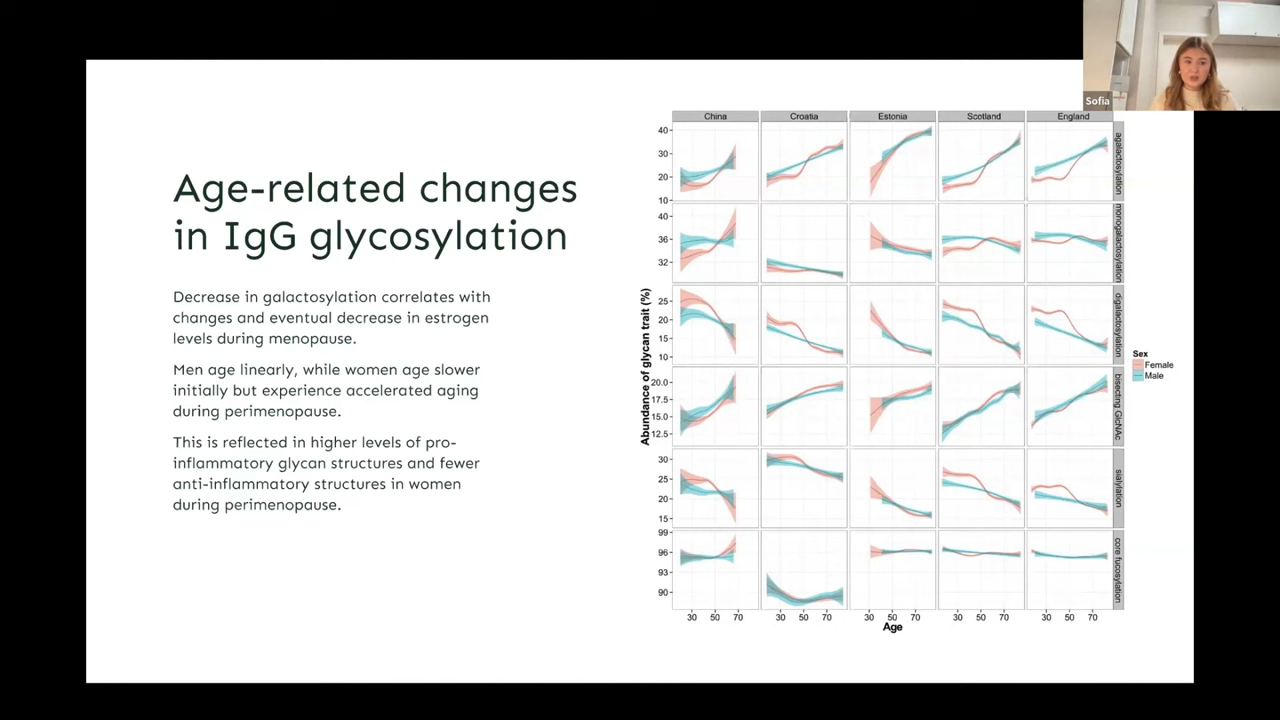 Sofia
Age-related changes
in IgG glycosylation
Decrease in galactosylation correlates with
changes and eventual decrease in estrogen
levels during menopause.
Men age linearly, while women age slower
initially but experience accelerated aging
during perimenopause.
This is reflected in higher levels of pro-
inflammatory glycan structures and fewer
anti-inflammatory structures in women
during perimenopause.
China Croatia Estonia Scotland England
Abundance of glycan trait (%)
40
30
20
10
agalactosylation
40
36
32
monogalactosylation
25
20
15
10
digalactosylation
20.0
17.5
15.0
12.5
bisecting GlcNAc
30
25
20
15
sialylation
99
96
93
90
core fucosylation
30 50 70 30 50 70 30 50 70 30 50 70 30 50 70
Age
Sex
Female
Male